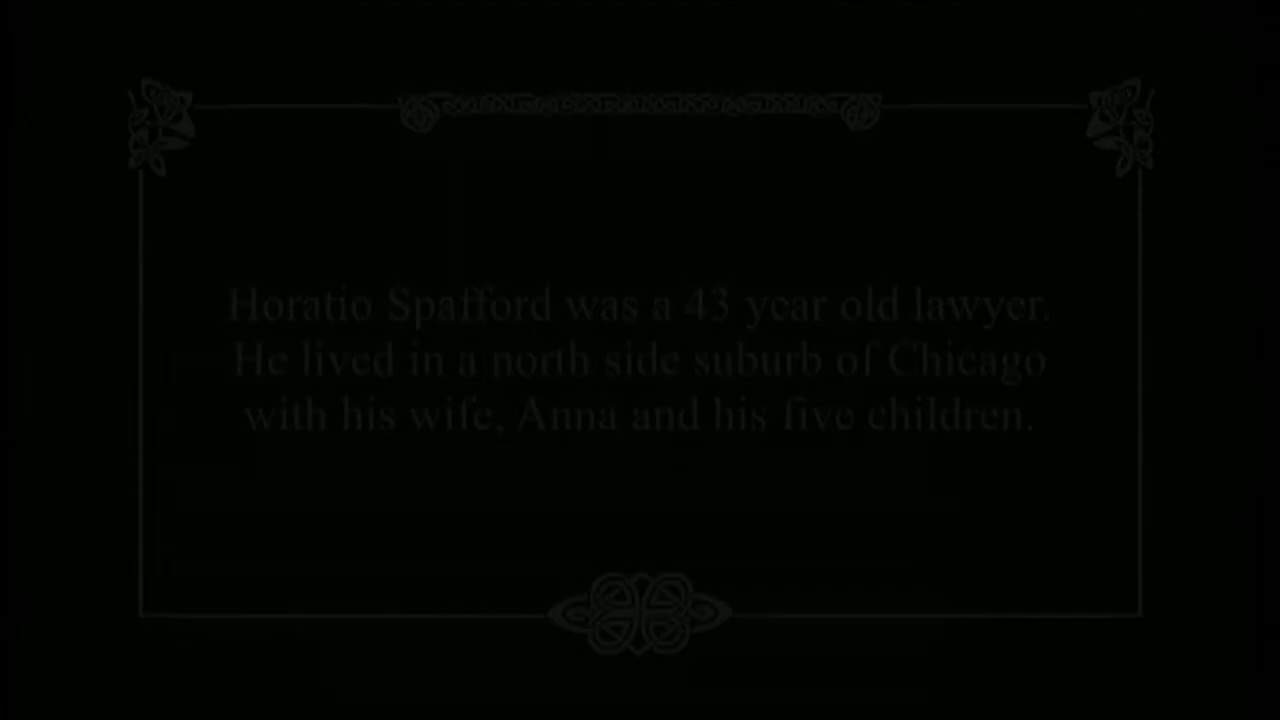 Horatio Spafford was a 43 year old lawyer.
He lived in a north side suburb of Chicago
with his wife, Anna and his five children.